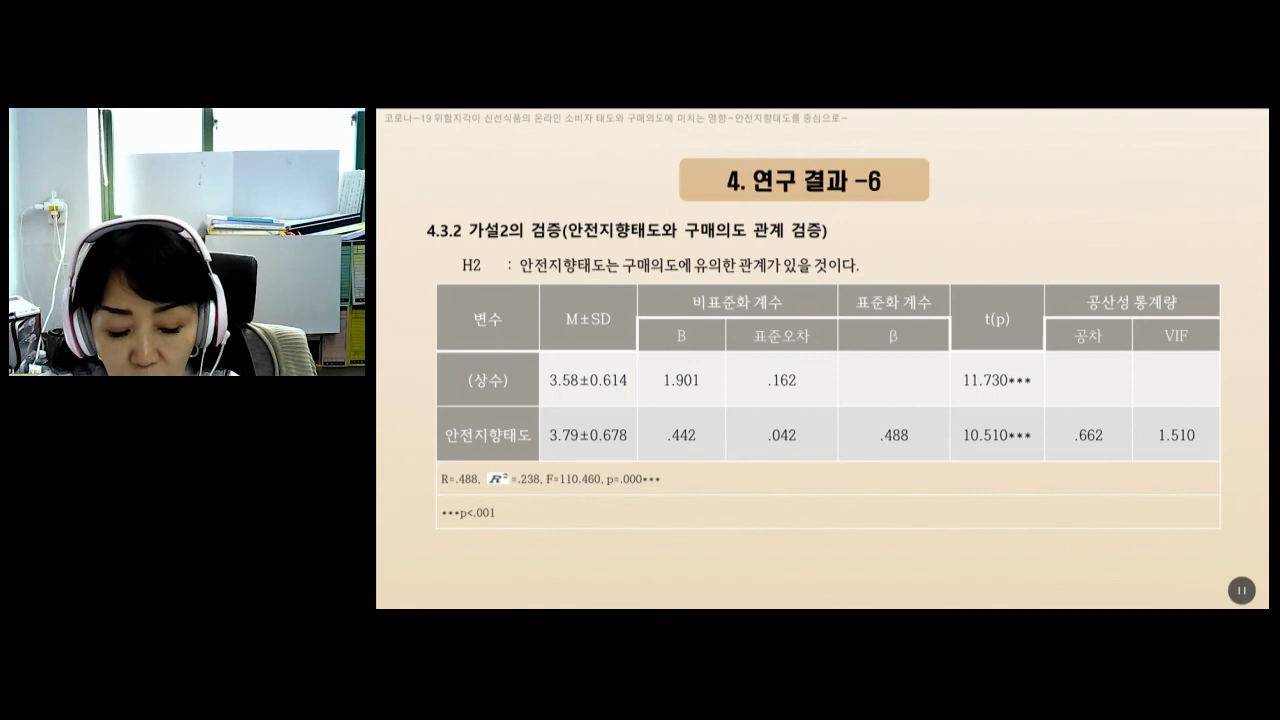 코로나-19 위험지각이 신선식품의 온라인 소비자 태도와 구매의도에 미치는 영향-안전지향태도를 중심으로-
4. 연구 결과 -6
4.3.2 가설2의 검증(안전지향태도와 구매의도 관계 검증)
H2 : 안전지향태도는 구매의도에 유의한 관계가 있을 것이다.
변수 M±SD 비표준화 계수 표준화 계수 t(p) 공산성 통계량
B 표준오차 β 공차 VIF
(상수) 3.58±0.614 1.901 .162 11.730***
안전지향태도 3.79±0.678 .442 .042 .488 10.510*** .662 1.510
R=.488, R²=.238, F=110.460, p=.000***
***p<.001
11